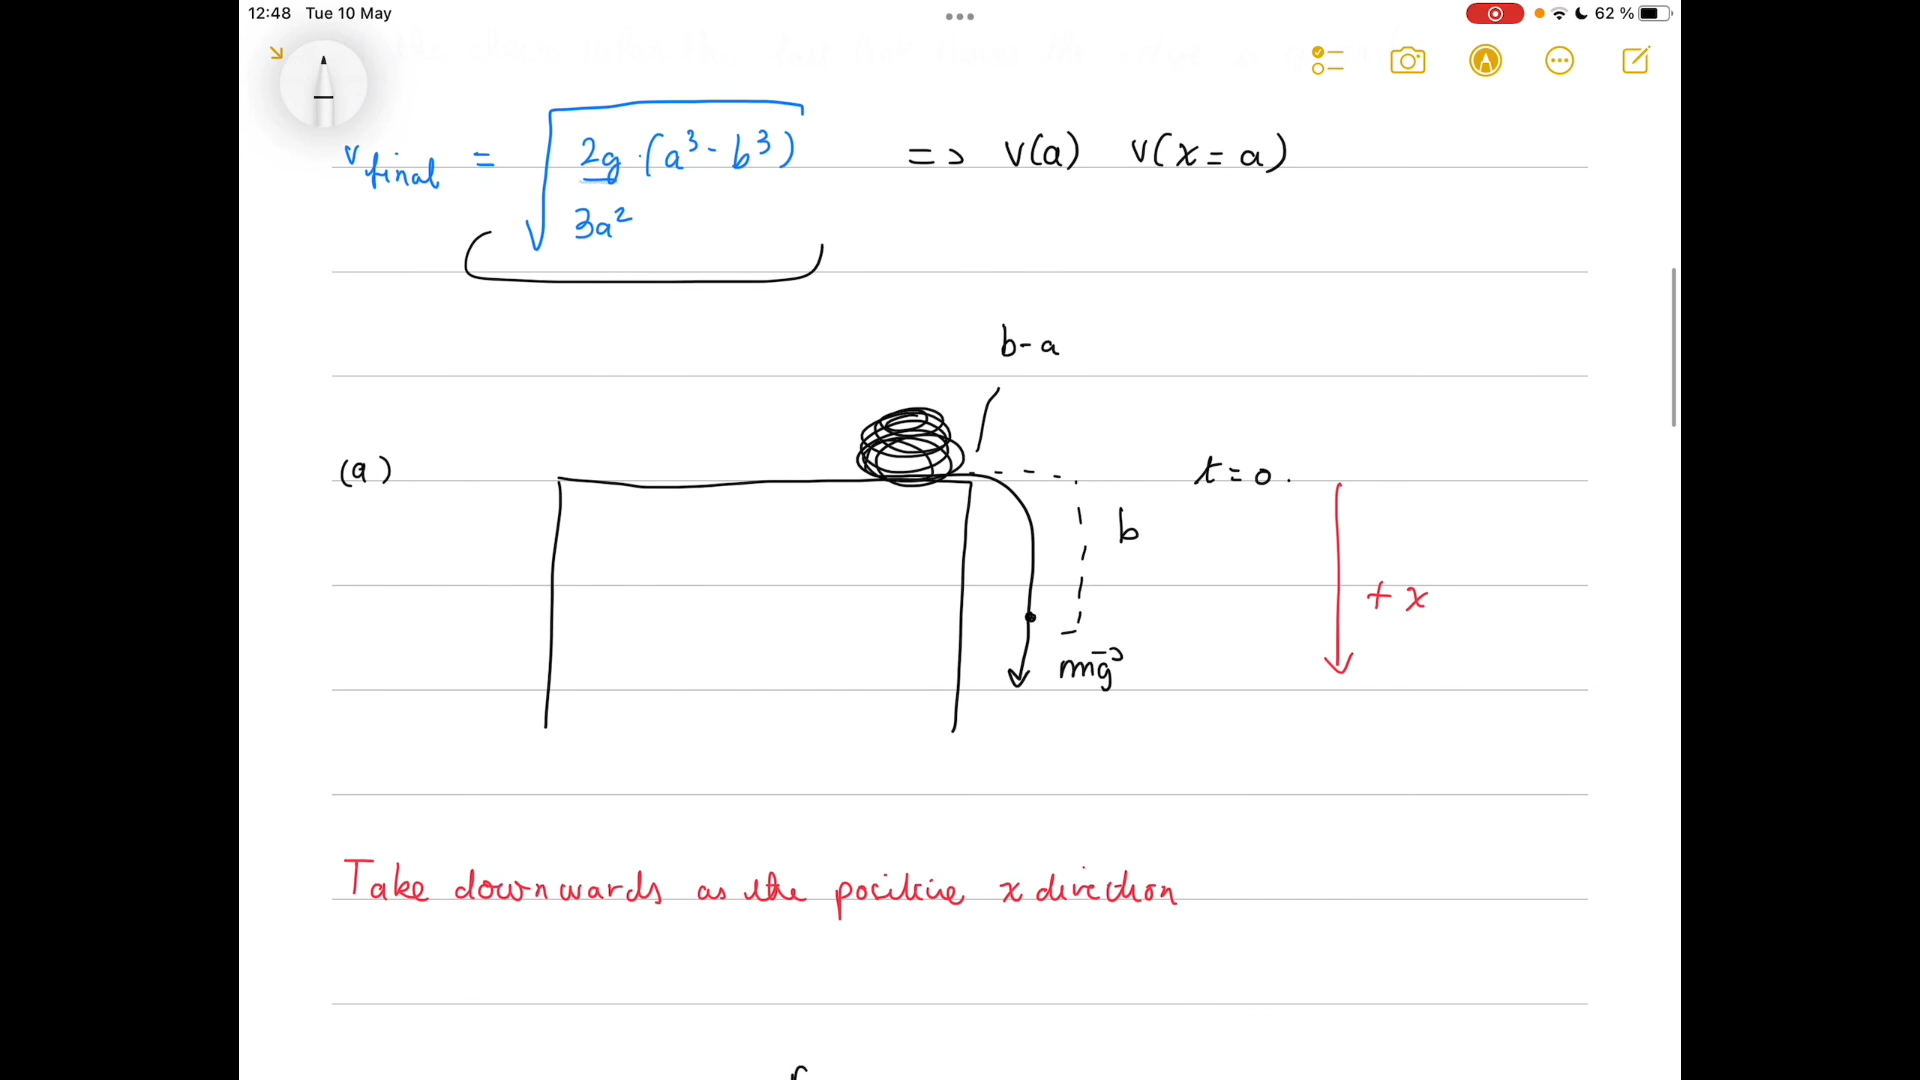 12:48 Tue 10 May 62 %
v final = √ 2g · (a³ - b³) => v(a) v(x = a)
3a²
b - a
(a) t = 0 .
b
+ x
mg⃗
Take downwards as the positive x direction